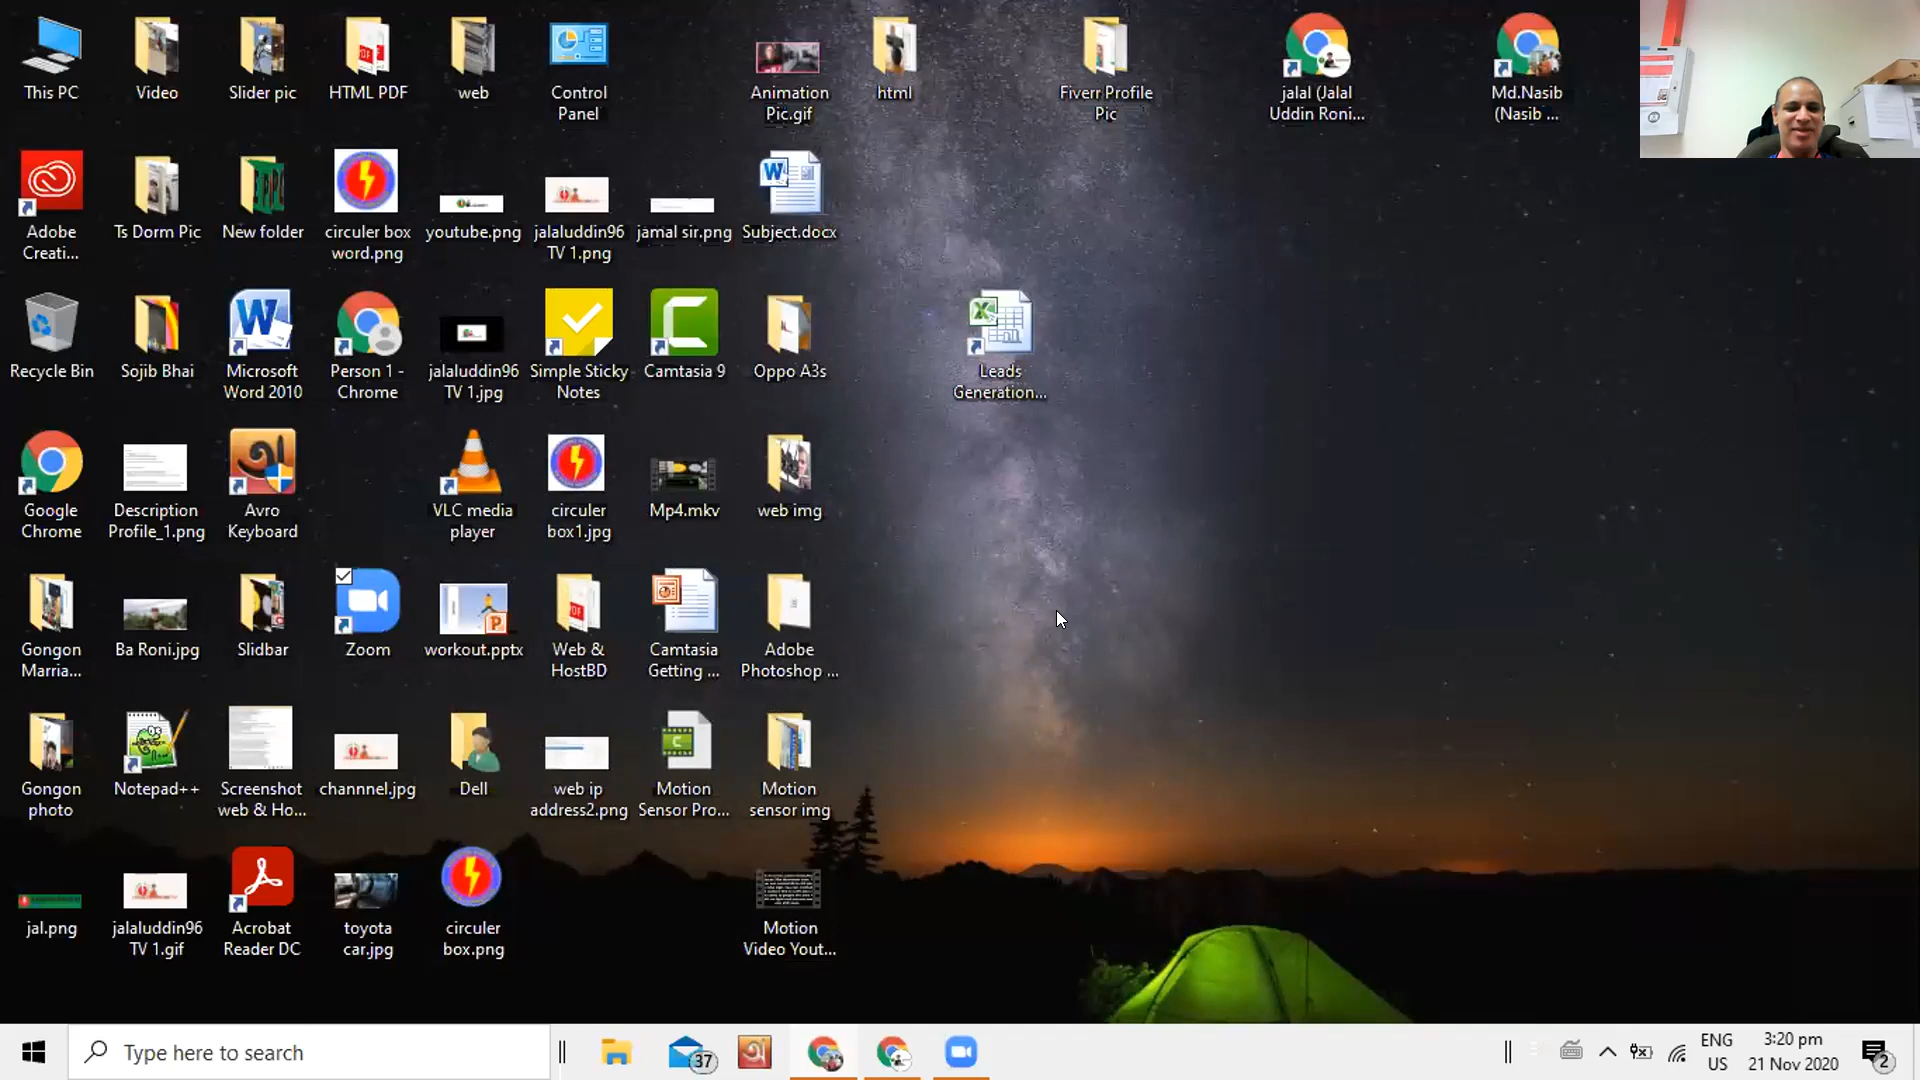 This PC
Video
Slider pic
HTML PDF
web
Control
Panel
Animation
Pic.gif
html
Fiverr Profile
Pic
jalal (Jalal
Uddin Roni...
Md.Nasib
(Nasib ...
Adobe
Creati...
Ts Dorm Pic
New folder
circuler box
word.png
youtube.png
jalaluddin96
TV 1.png
jamal sir.png
Subject.docx
Recycle Bin
Sojib Bhai
Microsoft
Word 2010
Person 1 -
Chrome
jalaluddin96
TV 1.jpg
Simple Sticky
Notes
Camtasia 9
Oppo A3s
Leads
Generation...
Google
Chrome
Description
Profile_1.png
Avro
Keyboard
VLC media
player
circuler
box1.jpg
Mp4.mkv
web img
Gongon
Marria...
Ba Roni.jpg
Slidbar
Zoom
workout.pptx
Web &
HostBD
Camtasia
Getting ...
Adobe
Photoshop ...
Gongon
photo
Notepad++
Screenshot
web & Ho...
channnel.jpg
Dell
web ip
address2.png
Motion
Sensor Pro...
Motion
sensor img
jal.png
jalaluddin96
TV 1.gif
Acrobat
Reader DC
toyota
car.jpg
circuler
box.png
Motion
Video Yout...
Type here to search
37
অ
ENG
US
3:20 pm
21 Nov 2020
2